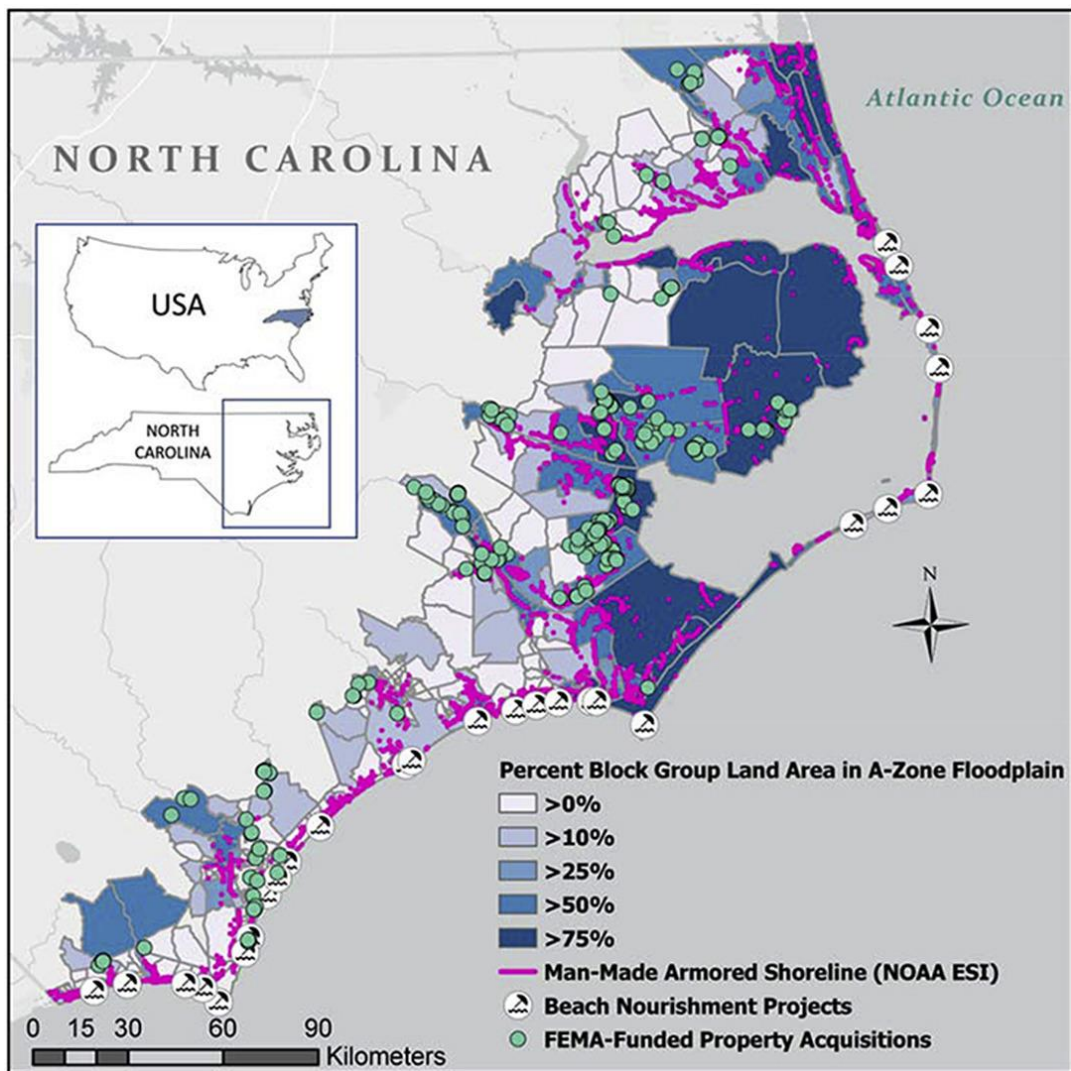 Atlantic Ocean
NORTH CAROLINA
USA
NORTH
CAROLINA
N
Percent Block Group Land Area in A-Zone Floodplain
>0%
>10%
>25%
>50%
>75%
Man-Made Armored Shoreline (NOAA ESI)
Beach Nourishment Projects
FEMA-Funded Property Acquisitions
0 15 30 60 90
Kilometers